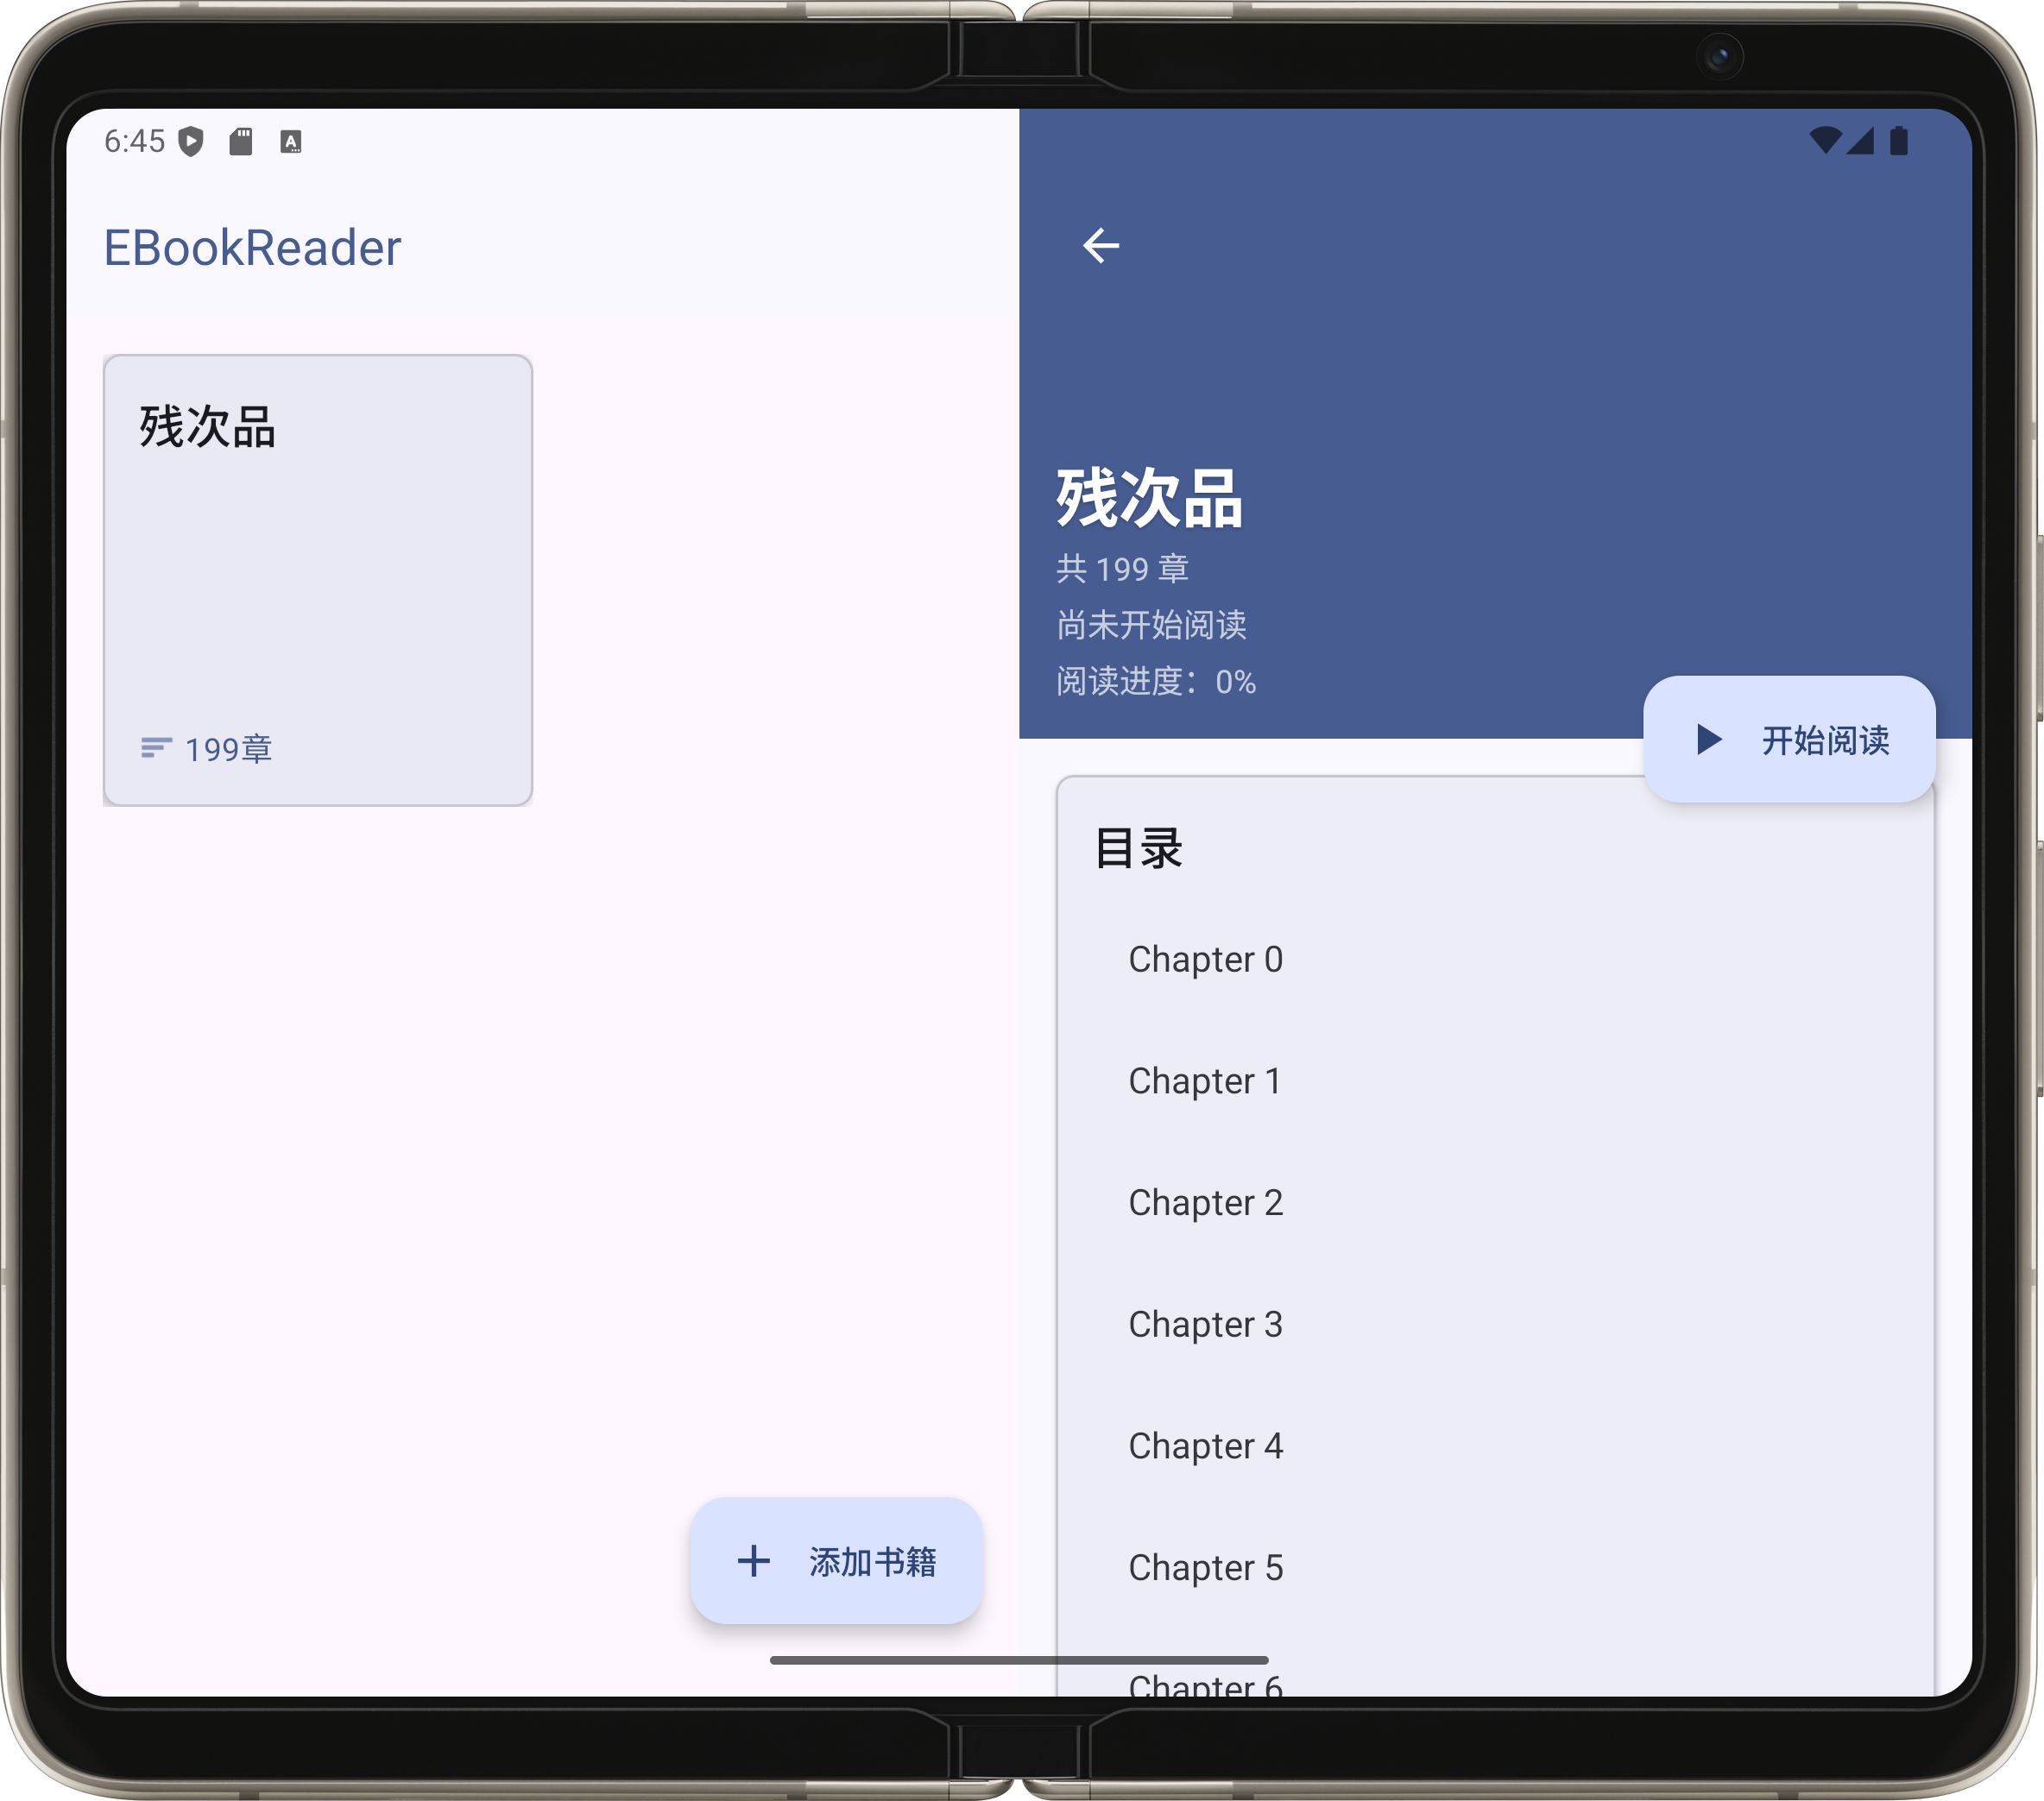 6:45
EBookReader
残次品
199章
添加书籍
残次品
共 199 章
尚未开始阅读
阅读进度：0%
开始阅读
目录
Chapter 0
Chapter 1
Chapter 2
Chapter 3
Chapter 4
Chapter 5
Chapter 6